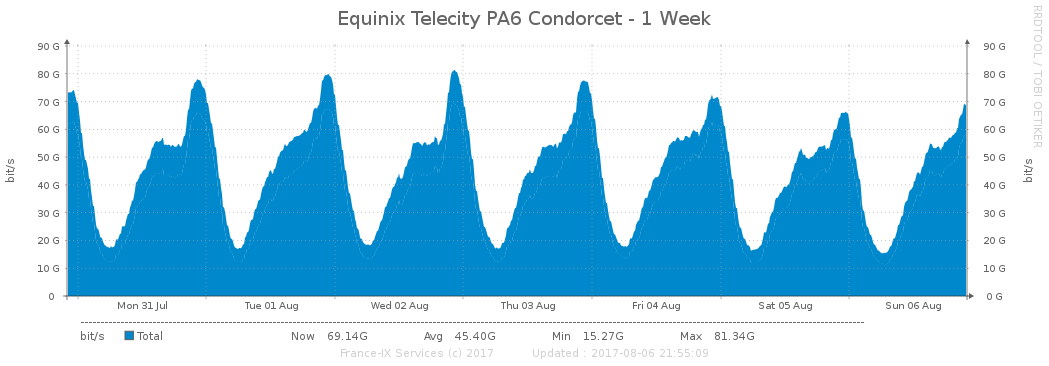 Equinix Telecity PA6 Condorcet - 1 Week
RRDTOOL / TOBI OETIKER
90 G 90 G
80 G 80 G
70 G 70 G
60 G 60 G
50 G 50 G
40 G 40 G
30 G 30 G
20 G 20 G
10 G 10 G
0 0 G
bit/s
bit/s
Mon 31 Jul Tue 01 Aug Wed 02 Aug Thu 03 Aug Fri 04 Aug Sat 05 Aug Sun 06 Aug
bit/s Total Now 69.14G Avg 45.40G Min 15.27G Max 81.34G
France-IX Services (c) 2017 Updated : 2017-08-06 21:55:09